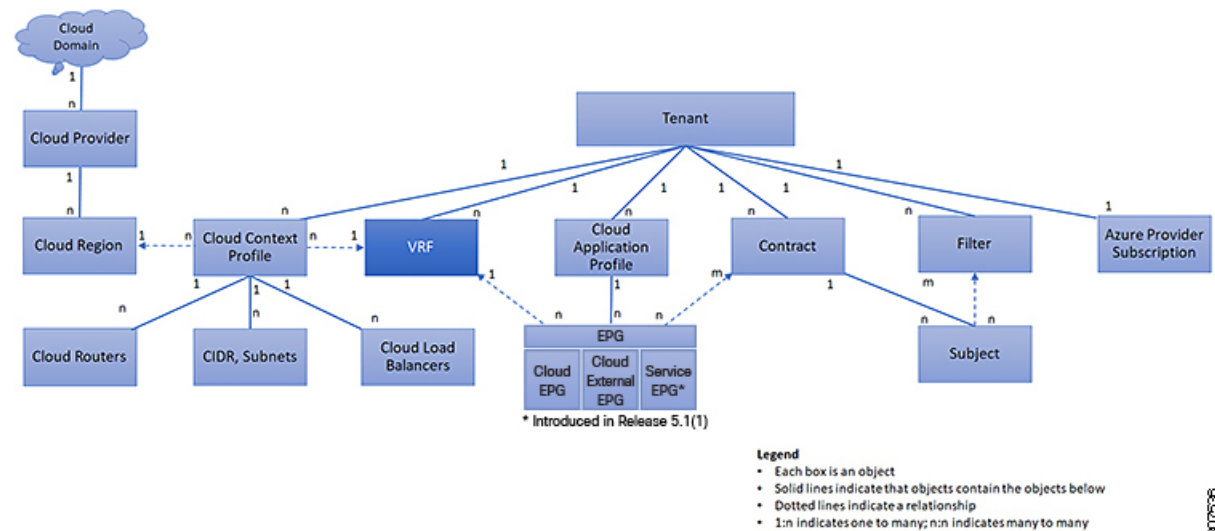 Cloud
Domain
1
n
Cloud Provider
Tenant
1
n
1
1
1
1
1
1
n
n
n
n
n
1
Cloud Region
1
n
Cloud Context
Profile
n
1
VRF
Cloud
Application
Profile
Contract
Filter
Azure Provider
Subscription
1
1
1
1
1
m
1
m
n
n
n
n
n
n
n
Cloud Routers
CIDR, Subnets
Cloud Load
Balancers
EPG
Cloud
EPG
Cloud
External
EPG
Service
EPG*
Subject
* Introduced in Release 5.1(1)
Legend
• Each box is an object
• Solid lines indicate that objects contain the objects below
• Dotted lines indicate a relationship
• 1:n indicates one to many; n:n indicates many to many